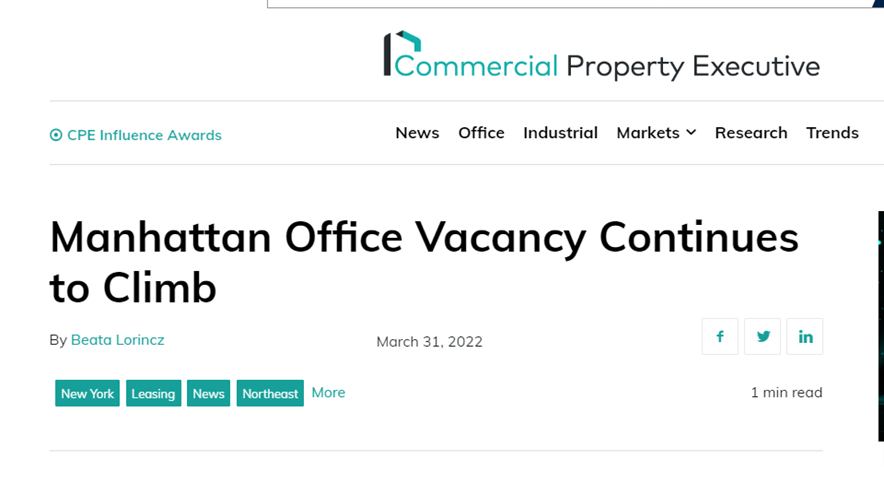 Commercial Property Executive
CPE Influence Awards
News Office Industrial Markets Research Trends
Manhattan Office Vacancy Continues
to Climb
By Beata Lorincz
March 31, 2022
New York Leasing News Northeast More
1 min read